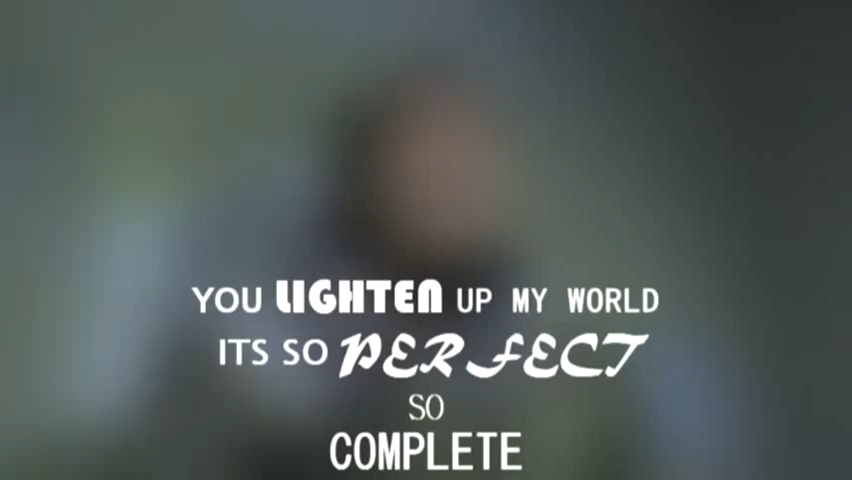 YOU LIGHTEN UP MY WORLD
ITS SO PERFECT
SO
COMPLETE